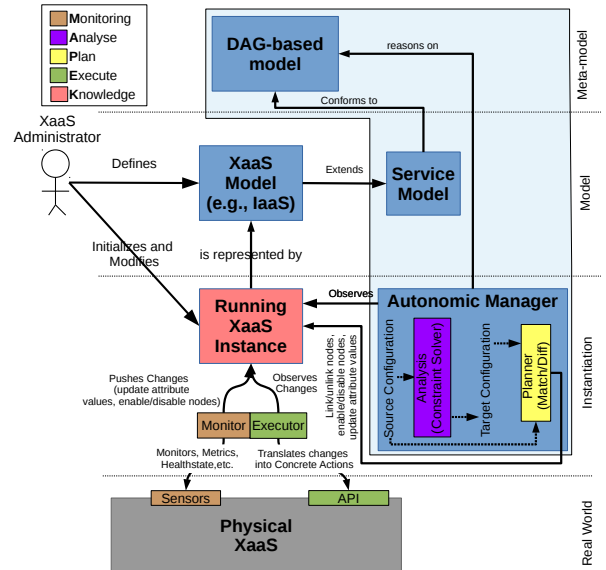 Monitoring
Analyse
Plan
Execute
Knowledge
DAG-based
model
reasons on
Meta-model
Conforms to
XaaS
Administrator
Defines
XaaS
Model
(e.g., IaaS)
Extends
Service
Model
Model
Initializes and
Modifies
is represented by
Running
XaaS
Instance
Observes
Autonomic Manager
Source Configuration
Analysis
(Constraint Solver)
Target Configuration
Planner
(Match/Diff)
Link/unlink nodes,
enable/disable nodes,
update attribute values
Instantiation
Pushes Changes
(update attribute
values, enable/disable nodes)
Observes
Changes
Monitor
Executor
Monitors, Metrics,
Healthstate,etc.
Translates changes
into Concrete Actions
Sensors
API
Physical
XaaS
Real World